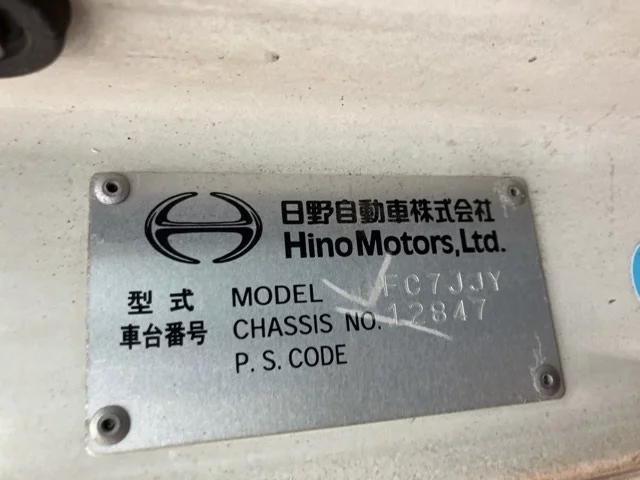 日野自動車株式会社
Hino Motors, Ltd.
型式 MODEL FC7JJY
車台番号 CHASSIS NO. 12847
P.S.CODE